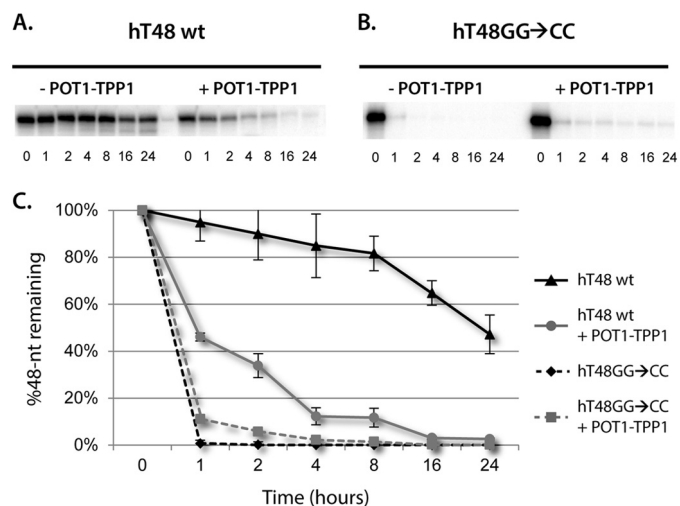 A.
hT48 wt
- POT1-TPP1
+ POT1-TPP1
0 1 2 4 8 16 24
0 1 2 4 8 16 24
B.
hT48GG→CC
- POT1-TPP1
+ POT1-TPP1
0 1 2 4 8 16 24
0 1 2 4 8 16 24
C.
%48-nt remaining
100%
80%
60%
40%
20%
0%
0 1 2 4 8 16 24
Time (hours)
hT48 wt
hT48 wt
+ POT1-TPP1
hT48GG→CC
hT48GG→CC
+ POT1-TPP1